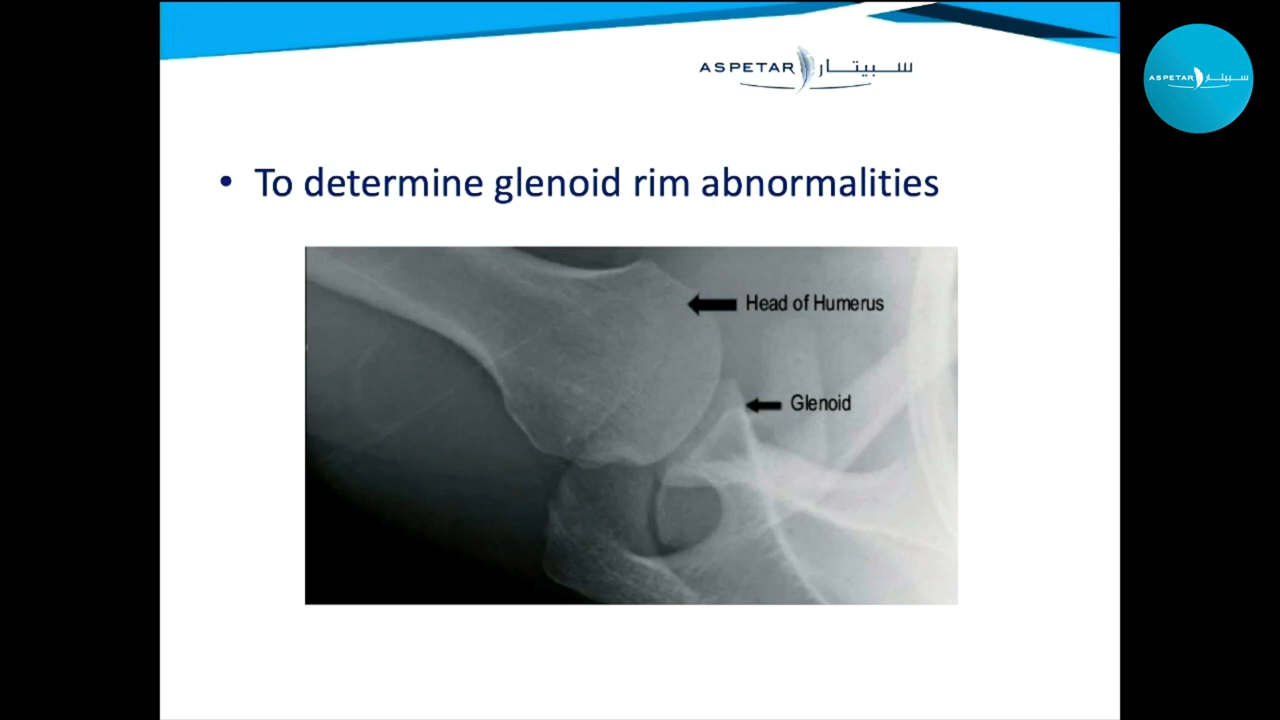 ASPETAR سبيتار
ASPETAR سبيتار
• To determine glenoid rim abnormalities
Head of Humerus
Glenoid